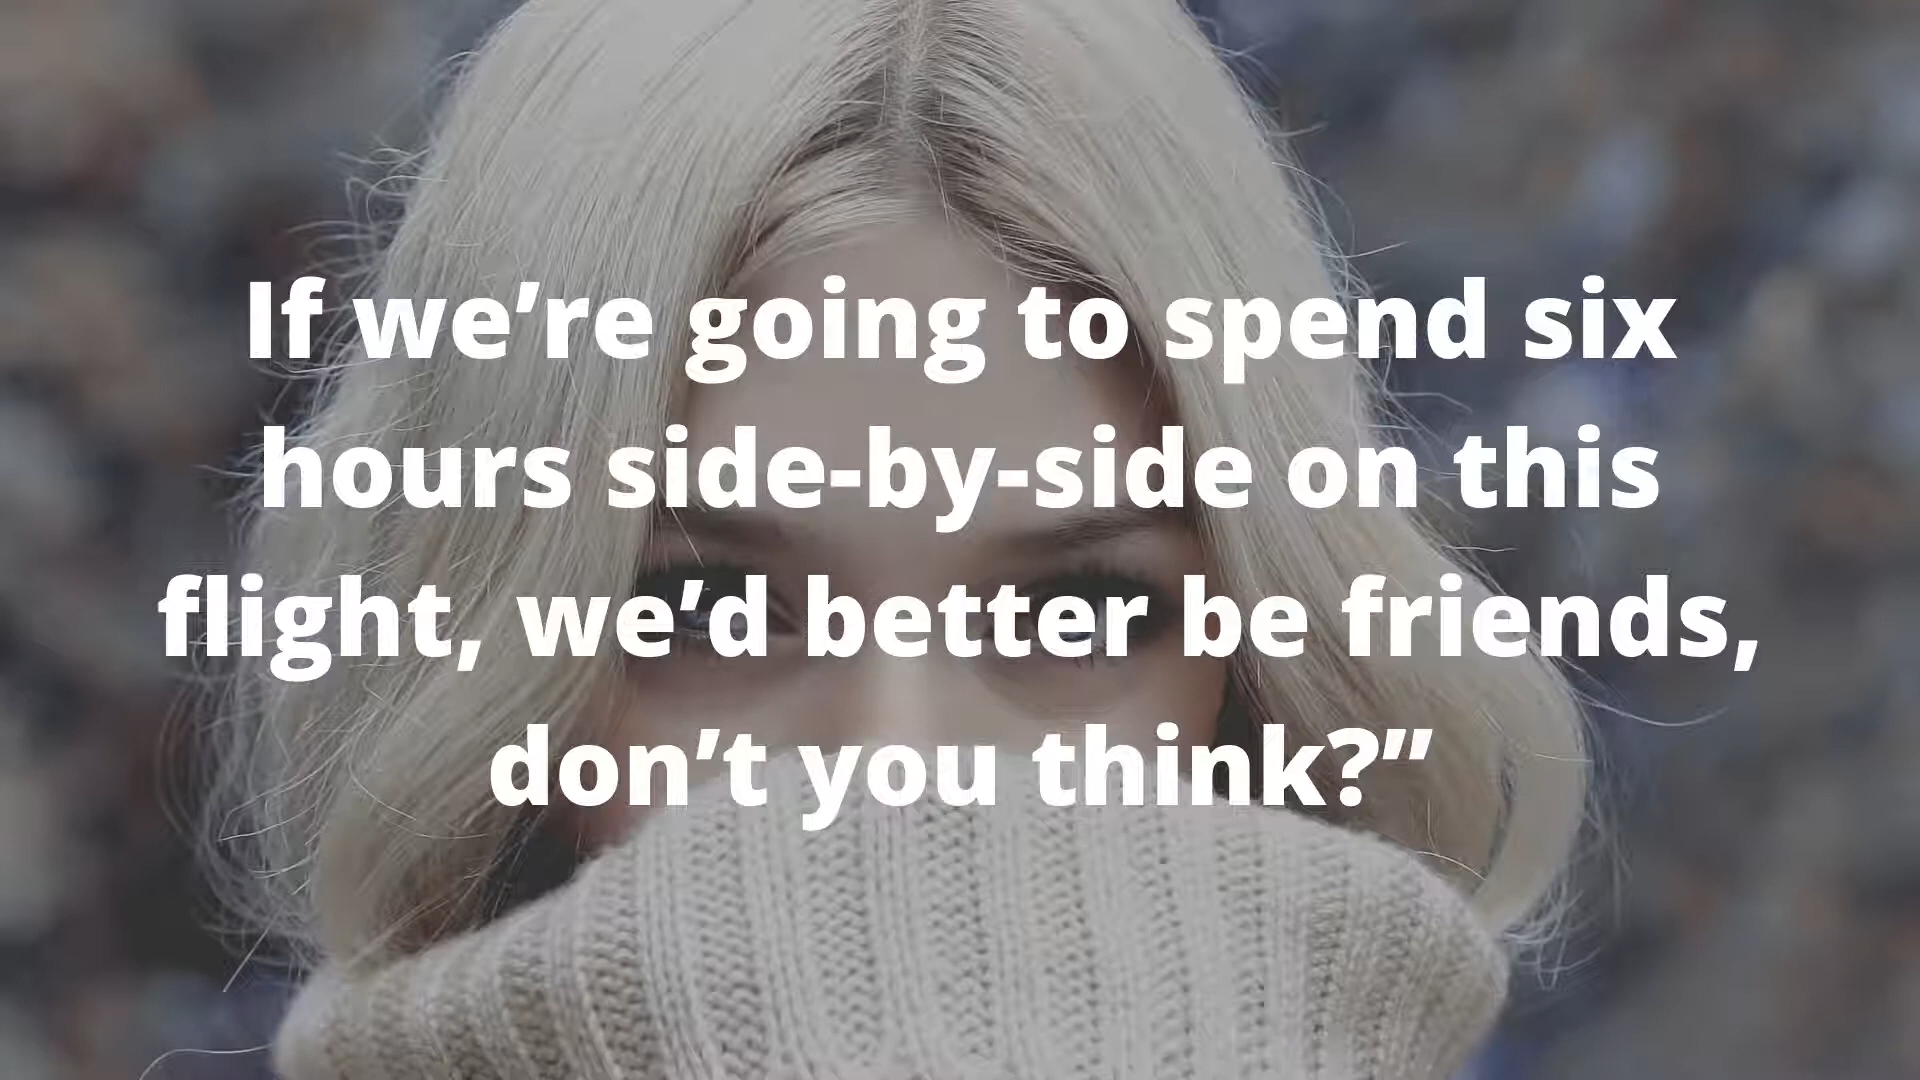 If we’re going to spend six
hours side-by-side on this
flight, we’d better be friends,
don’t you think?”